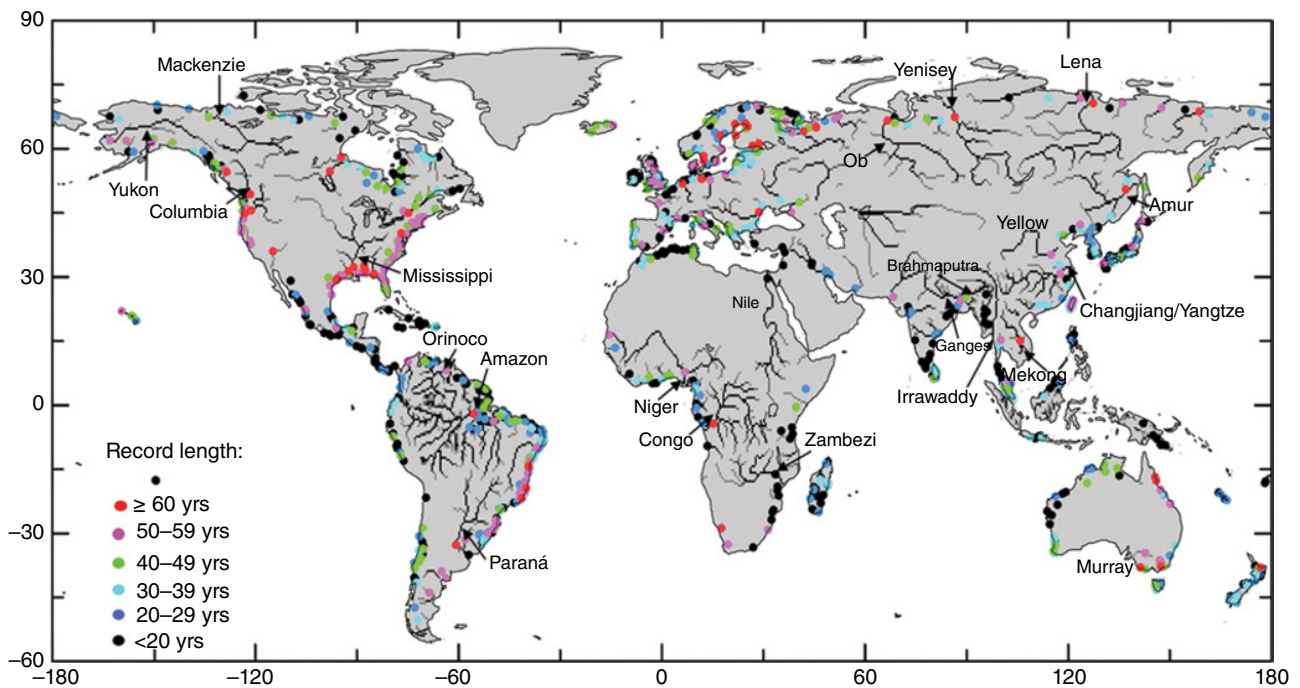 90
60
30
0
−30
−60
−180
−120
−60
0
60
120
180
Mackenzie
Yukon
Columbia
Mississippi
Orinoco
Amazon
Paraná
Niger
Congo
Zambezi
Nile
Ob
Yenisey
Lena
Amur
Yellow
Brahmaputra
Changjiang/Yangtze
Ganges
Mekong
Irrawaddy
Murray
Record length:
≥ 60 yrs
50–59 yrs
40–49 yrs
30–39 yrs
20–29 yrs
<20 yrs